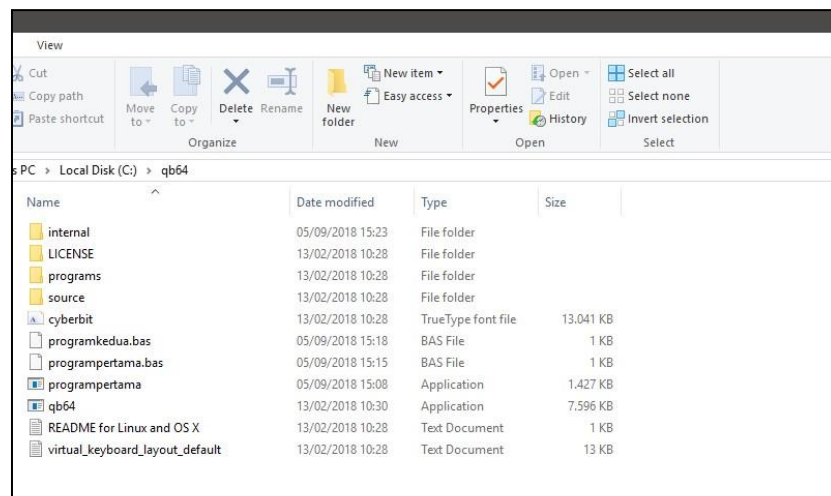 View
Cut
Copy path
Paste shortcut
Move to
Copy to
Delete
Rename
Organize
New folder
New item
Easy access
New
Properties
Open
Edit
History
Open
Select all
Select none
Invert selection
Select
s PC > Local Disk (C:) > qb64
Name Date modified Type Size
internal 05/09/2018 15:23 File folder
LICENSE 13/02/2018 10:28 File folder
programs 13/02/2018 10:28 File folder
source 13/02/2018 10:28 File folder
cyberbit 13/02/2018 10:28 TrueType font file 13.041 KB
programkedua.bas 05/09/2018 15:18 BAS File 1 KB
programpertama.bas 05/09/2018 15:15 BAS File 1 KB
programpertama 05/09/2018 15:08 Application 1.427 KB
qb64 13/02/2018 10:30 Application 7.596 KB
README for Linux and OS X 13/02/2018 10:28 Text Document 1 KB
virtual_keyboard_layout_default 13/02/2018 10:28 Text Document 13 KB